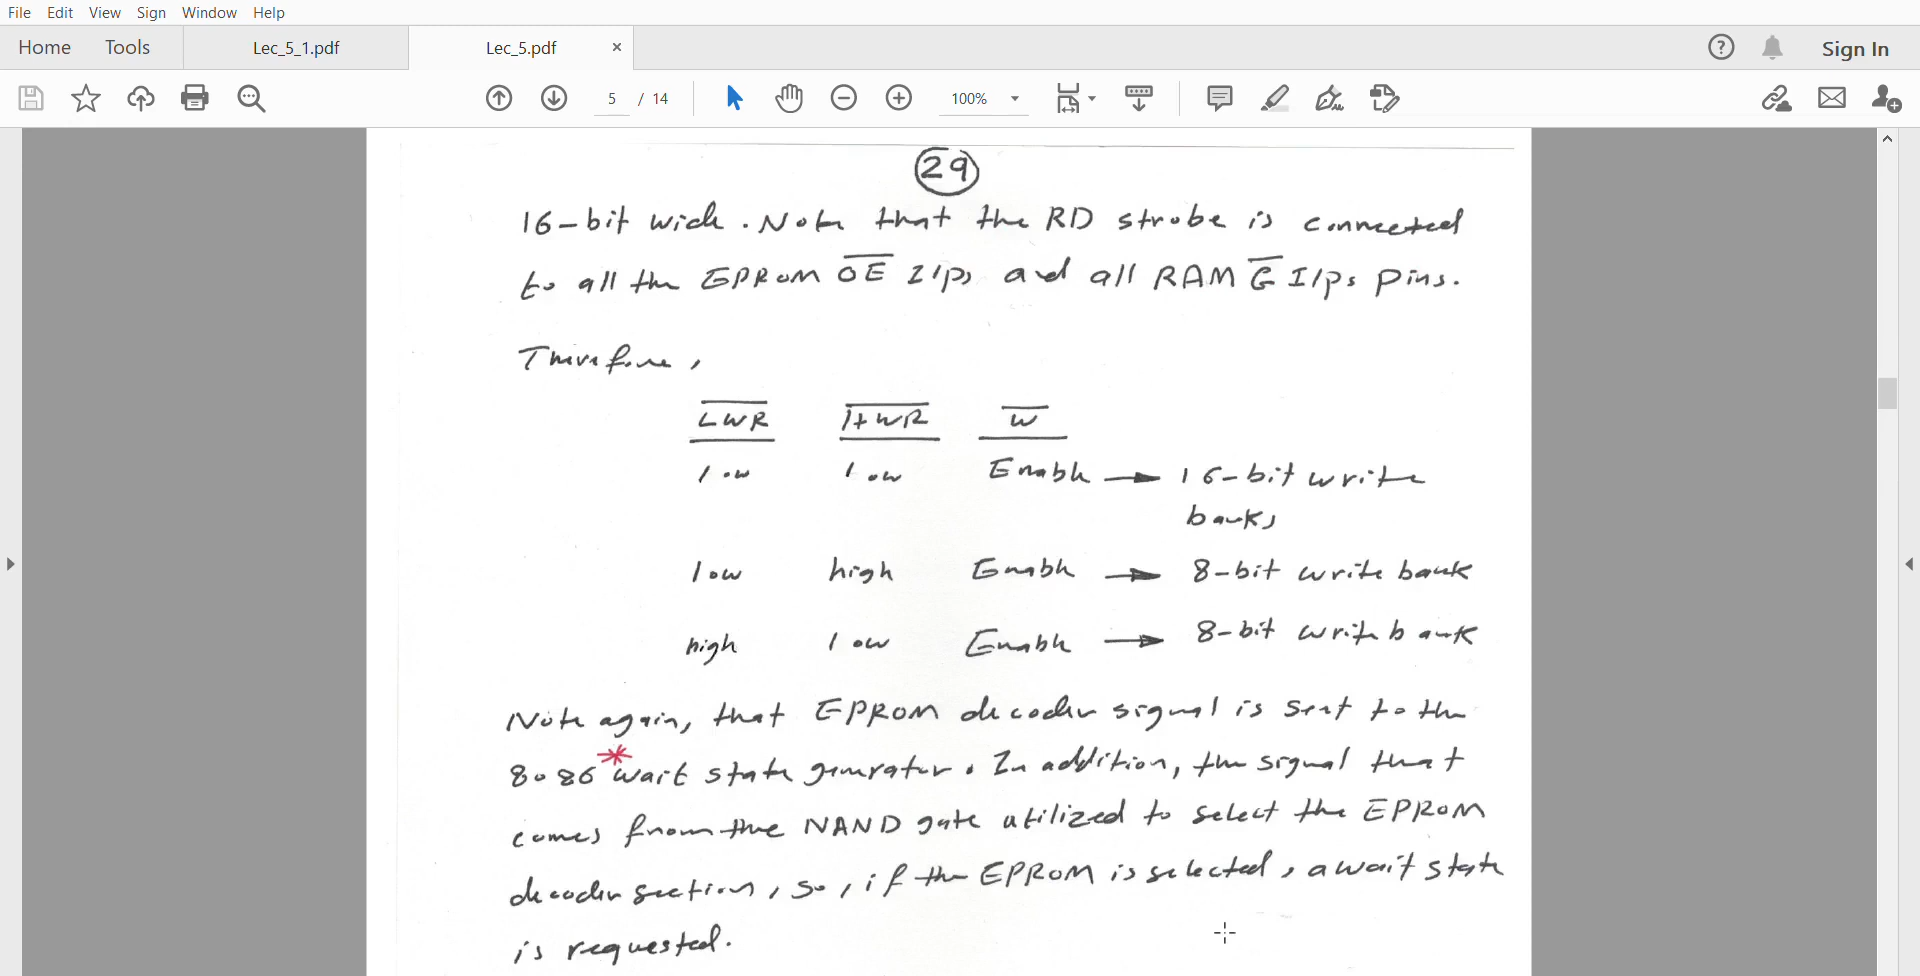 File Edit View Sign Window Help
Home Tools Lec_5_1.pdf Lec_5.pdf × ? Sign In
5 / 14 100%
29
16-bit wide. Note that the RD strobe is connected
to all the EPROM O̅E̅ I/ps and all RAM G̅ I/ps pins.
Therefore,
L̅W̅R̅ H̅W̅R̅ W̅
low low Enable → 16-bit write
banks
low high Enable → 8-bit write bank
high low Enable → 8-bit write bank
Note again, that EPROM decoder signal is sent to the
8086 * wait state generator. In addition, the signal that
comes from the NAND gate utilized to select the EPROM
decoder section, so, if the EPROM is selected, a wait state
is requested.